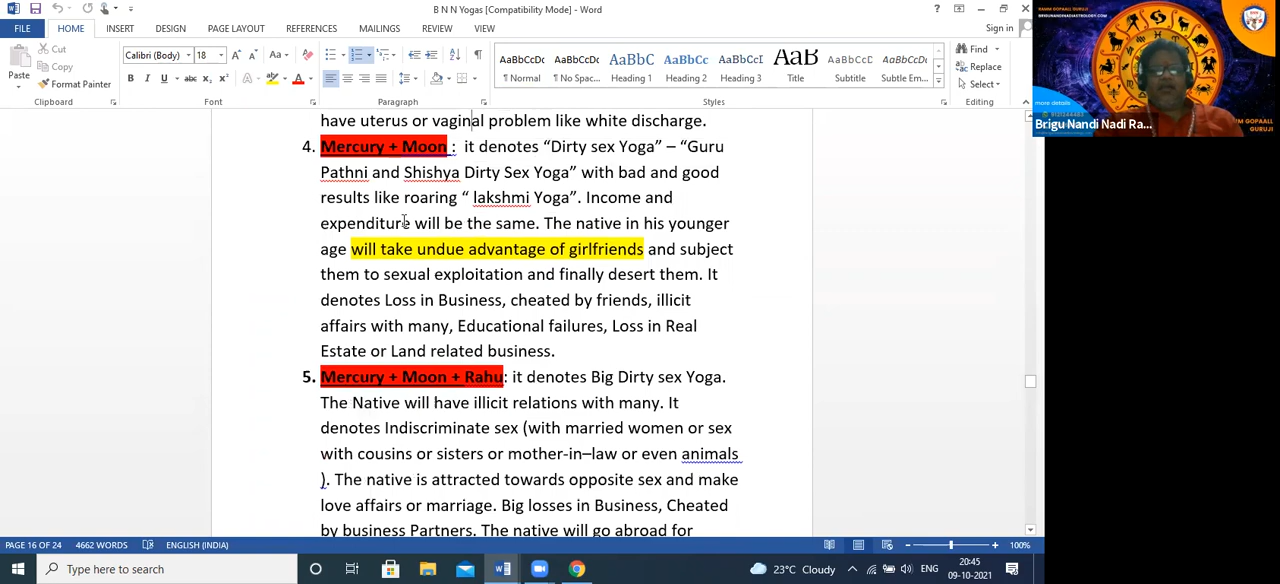 B N N Yogas [Compatibility Mode] - Word
FILE HOME INSERT DESIGN PAGE LAYOUT REFERENCES MAILINGS REVIEW VIEW Sign in
Cut
Copy
Format Painter
Paste
Calibri (Body) 18
Clipboard Font Paragraph Styles Editing
AaBbCcDc AaBbCcDc AaBbC AaBbCc AaBbCcI AaB AaBbCcD AaBbCcDc
¶ Normal ¶ No Spac... Heading 1 Heading 2 Heading 3 Title Subtitle Subtle Em...
Find
Replace
Select
more details
Brigu Nandi Nadi Ra...
have uterus or vaginal problem like white discharge.
4. Mercury + Moon : it denotes “Dirty sex Yoga” – “Guru
Pathni and Shishya Dirty Sex Yoga” with bad and good
results like roaring “ lakshmi Yoga”. Income and
expenditure will be the same. The native in his younger
age will take undue advantage of girlfriends and subject
them to sexual exploitation and finally desert them. It
denotes Loss in Business, cheated by friends, illicit
affairs with many, Educational failures, Loss in Real
Estate or Land related business.
5. Mercury + Moon + Rahu: it denotes Big Dirty sex Yoga.
The Native will have illicit relations with many. It
denotes Indiscriminate sex (with married women or sex
with cousins or sisters or mother-in–law or even animals
). The native is attracted towards opposite sex and make
love affairs or marriage. Big losses in Business, Cheated
by business Partners. The native will go abroad for
PAGE 16 OF 24 4662 WORDS ENGLISH (INDIA) 100%
Type here to search
23°C Cloudy ENG
20:45
09-10-2021